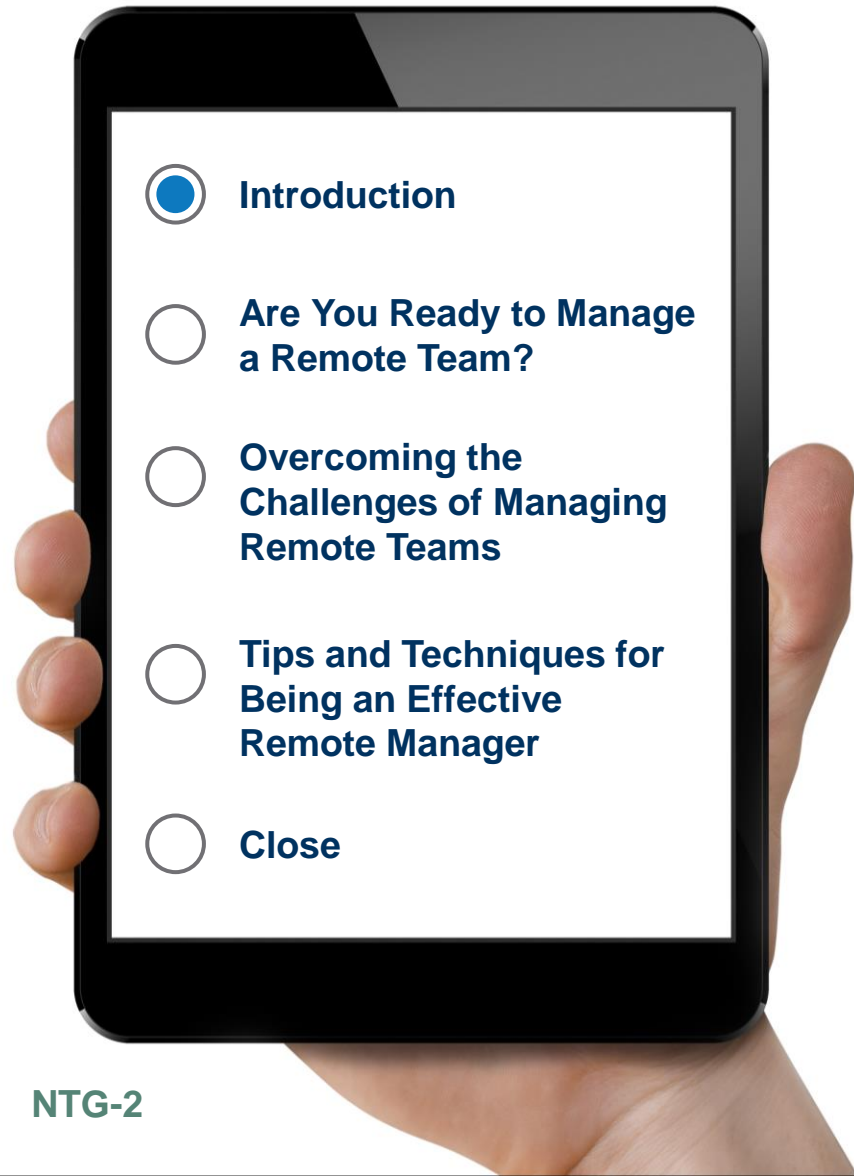 Introduction
Are You Ready to Manage
a Remote Team?
Overcoming the
Challenges of Managing
Remote Teams
Tips and Techniques for
Being an Effective
Remote Manager
Close
NTG-2